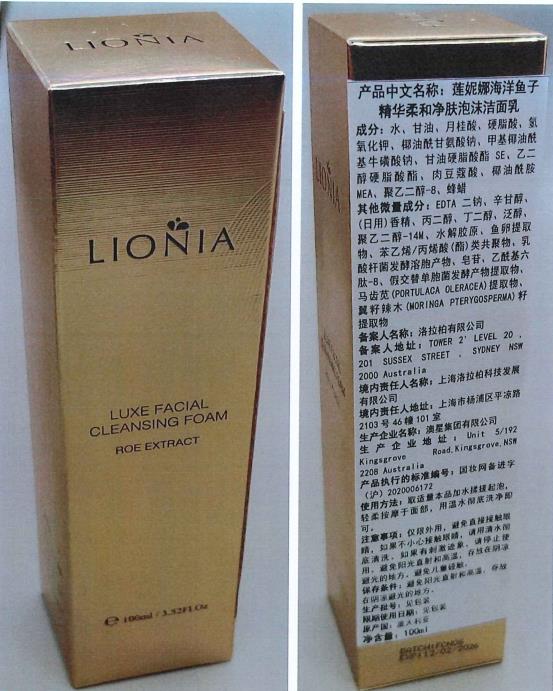 LIONIA
LIONIA
LUXE FACIAL
CLEANSING FOAM
ROE EXTRACT
℮ 100ml / 3.52Fl.Oz
LIONIA
产品中文名称：莲妮娜海洋鱼子
精华柔和净肤泡沫洁面乳
成分：水、甘油、月桂酸、硬脂酸、氢
氧化钾、椰油酰甘氨酸钠、甲基椰油酰
基牛磺酸钠、甘油硬脂酸酯 SE、乙二
醇硬脂酸酯、肉豆蔻酸、椰油酰胺
MEA、聚乙二醇-8、蜂蜡
其他微量成分：EDTA 二钠、辛甘醇、
(日用)香精、丙二醇、丁二醇、泛醇、
聚乙二醇-14M、水解胶原、鱼卵提取
物、苯乙烯/丙烯酸(酯)类共聚物、乳
酸杆菌发酵溶胞产物、皂苷、乙酰基六
肽-8、假交替单胞菌发酵产物提取物、
马齿苋(PORTULACA OLERACEA)提取物、
翼籽辣木(MORINGA PTERYGOSPERMA)籽
提取物
备案人名称：洛拉柏有限公司
备案人地址：TOWER 2' LEVEL 20 ,
201 SUSSEX STREET , SYDNEY NSW
2000 Australia
境内责任人名称：上海洛拉柏科技发展
有限公司
境内责任人地址：上海市杨浦区平凉路
2103 号 46 幢 101 室
生产企业名称：澳星集团有限公司
生产企业地址：Unit 5/192
Kingsgrove Road,Kingsgrove,NSW
2208 Australia
产品执行的标准编号：国妆网备进字
(沪) 2020006172
使用方法：取适量本品加水揉搓起泡，
轻柔按摩于面部，用温水彻底洗净即
可。
注意事项：仅限外用，避免直接接触眼
睛，如果不小心接触眼睛，请用清水彻
底清洗。如果有刺激迹象，请停止使
用。避免阳光直射和高温，存放在阴凉
避光的地方。避免儿童碰触。
保存条件：避免阳光直射和高温，存放
在阴凉避光的地方。
生产批号：见包装
限期使用日期：见包装
原产国：澳大利亚
净含量：100ml
EXP:12/02/2026